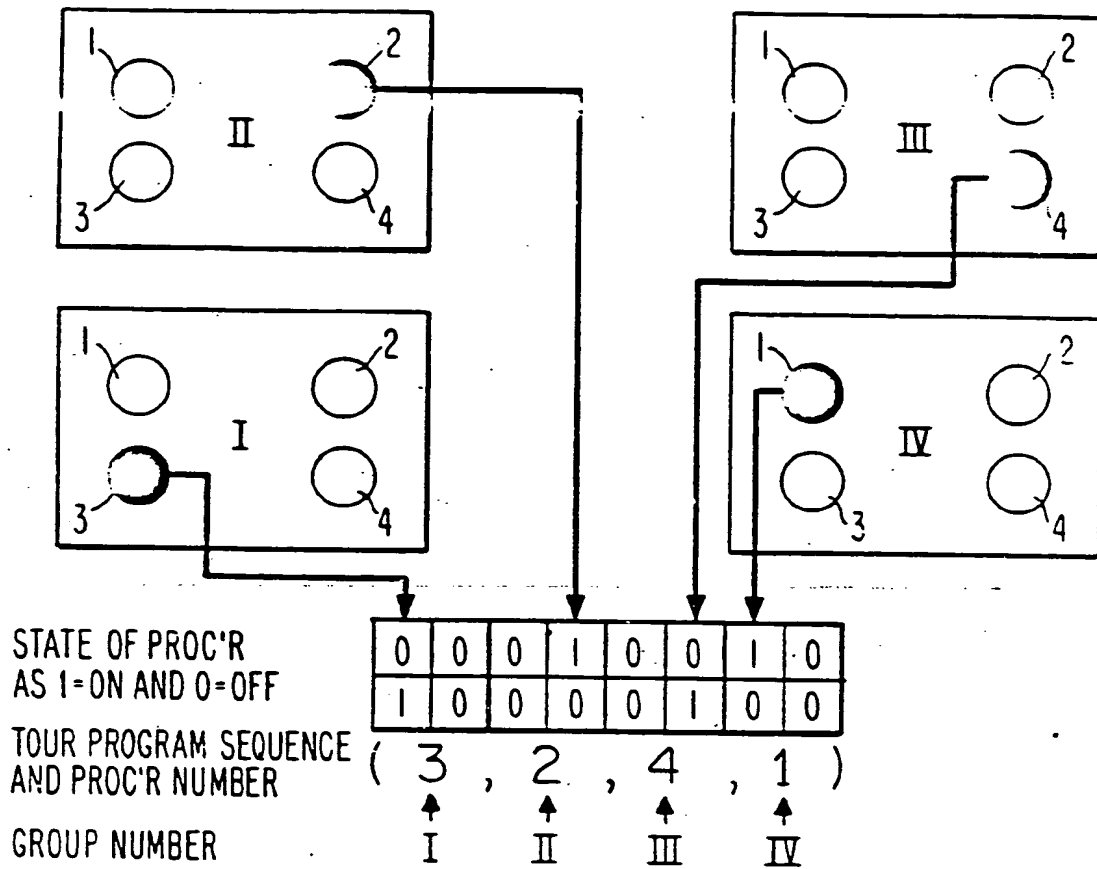 1 2
II
3 4
1 2
III
3 4
1 2
I
3 4
1 2
IV
3 4
STATE OF PROC'R
AS 1=ON AND 0=OFF
0 0 0 1 0 0 1 0
1 0 0 0 0 1 0 0
TOUR PROGRAM SEQUENCE
AND PROC'R NUMBER
( 3 , 2 , 4 , 1 )
GROUP NUMBER
I II III IV